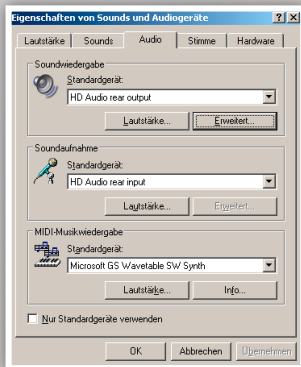 Eigenschaften von Sounds und Audiogeräte
Lautstärke Sounds Audio Stimme Hardware
Soundwiedergabe
Standardgerät:
HD Audio rear output
Lautstärke... Erweitert...
Soundaufnahme
Standardgerät:
HD Audio rear input
Lautstärke... Erweitert...
MIDI-Musikwiedergabe
Standardgerät:
Microsoft GS Wavetable SW Synth
Lautstärke... Info...
Nur Standardgeräte verwenden
OK Abbrechen Übernehmen